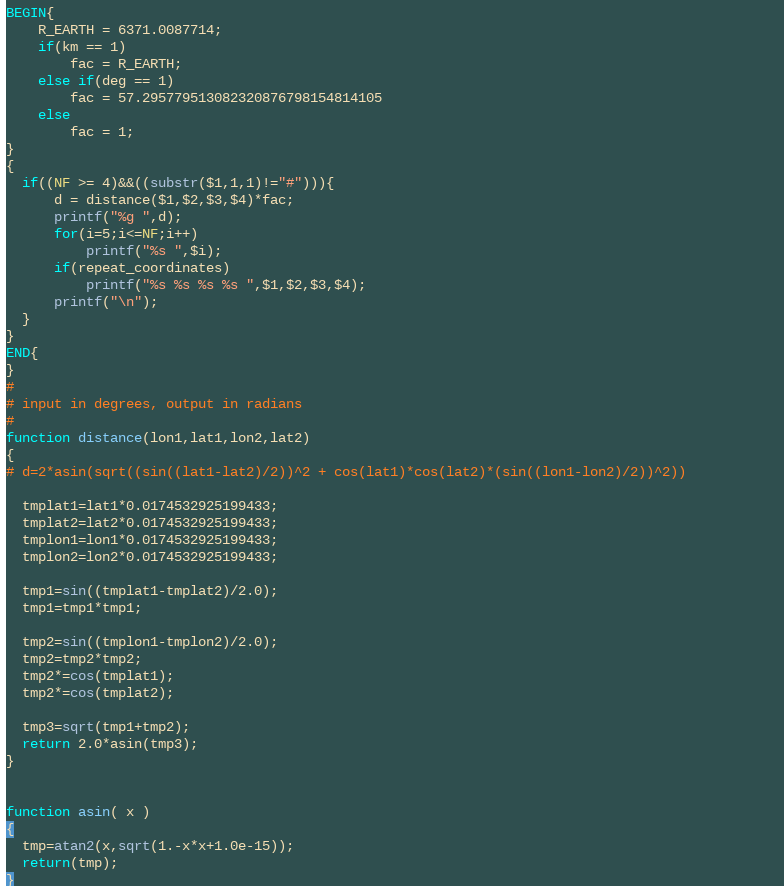 BEGIN{
    R_EARTH = 6371.0087714;
    if(km == 1)
        fac = R_EARTH;
    else if(deg == 1)
        fac = 57.295779513082320876798154814105
    else
        fac = 1;
}
{
  if((NF >= 4)&&((substr($1,1,1)!="#"))){
      d = distance($1,$2,$3,$4)*fac;
      printf("%g ",d);
      for(i=5;i<=NF;i++)
          printf("%s ",$i);
      if(repeat_coordinates)
          printf("%s %s %s %s ",$1,$2,$3,$4);
      printf("\n");
  }
}
END{
}
#
# input in degrees, output in radians
#
function distance(lon1,lat1,lon2,lat2)
{
# d=2*asin(sqrt((sin((lat1-lat2)/2))^2 + cos(lat1)*cos(lat2)*(sin((lon1-lon2)/2))^2))

  tmplat1=lat1*0.0174532925199433;
  tmplat2=lat2*0.0174532925199433;
  tmplon1=lon1*0.0174532925199433;
  tmplon2=lon2*0.0174532925199433;

  tmp1=sin((tmplat1-tmplat2)/2.0);
  tmp1=tmp1*tmp1;

  tmp2=sin((tmplon1-tmplon2)/2.0);
  tmp2=tmp2*tmp2;
  tmp2*=cos(tmplat1);
  tmp2*=cos(tmplat2);

  tmp3=sqrt(tmp1+tmp2);
  return 2.0*asin(tmp3);
}


function asin( x )
{
  tmp=atan2(x,sqrt(1.-x*x+1.0e-15));
  return(tmp);
}